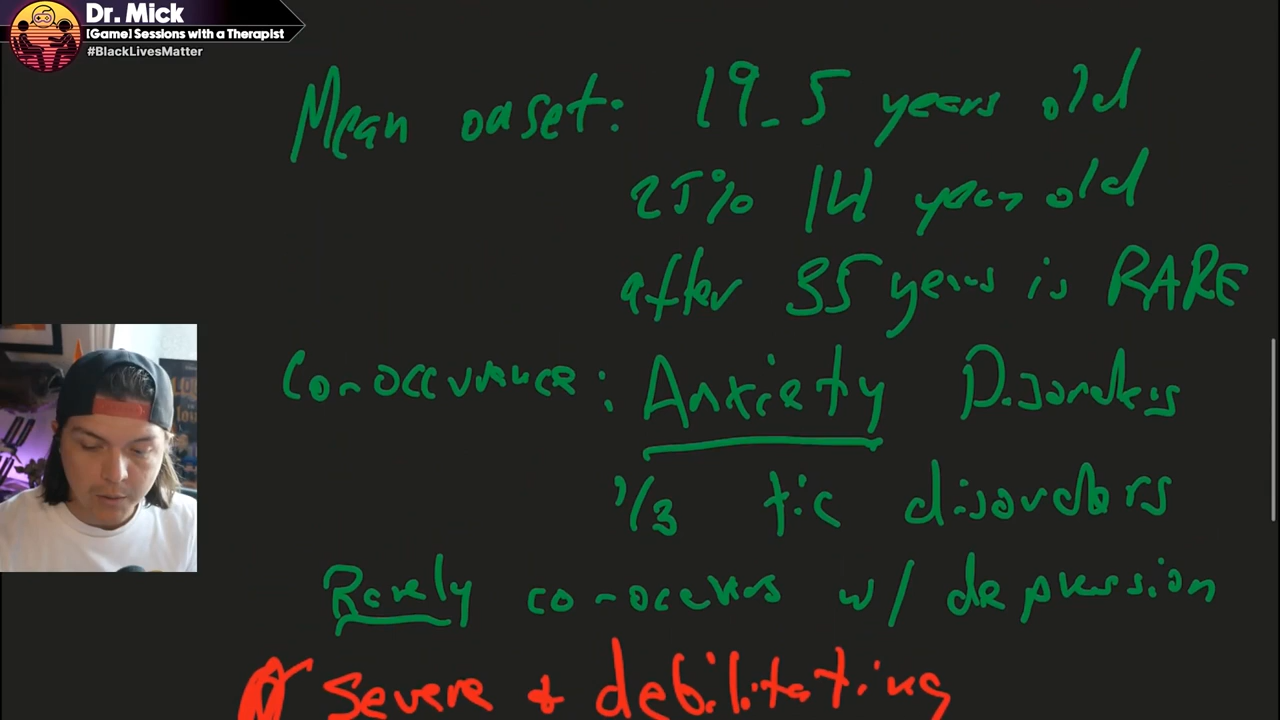 Dr. Mick
[Game] Sessions with a Therapist
#BlackLivesMatter
Mean onset: 19.5 years old
25% 14 years old
after 35 years is RARE
Co-occurrence: Anxiety Disorders
1/3 tic disorders
Rarely co-occurs w/ depression
Severe + debilitating